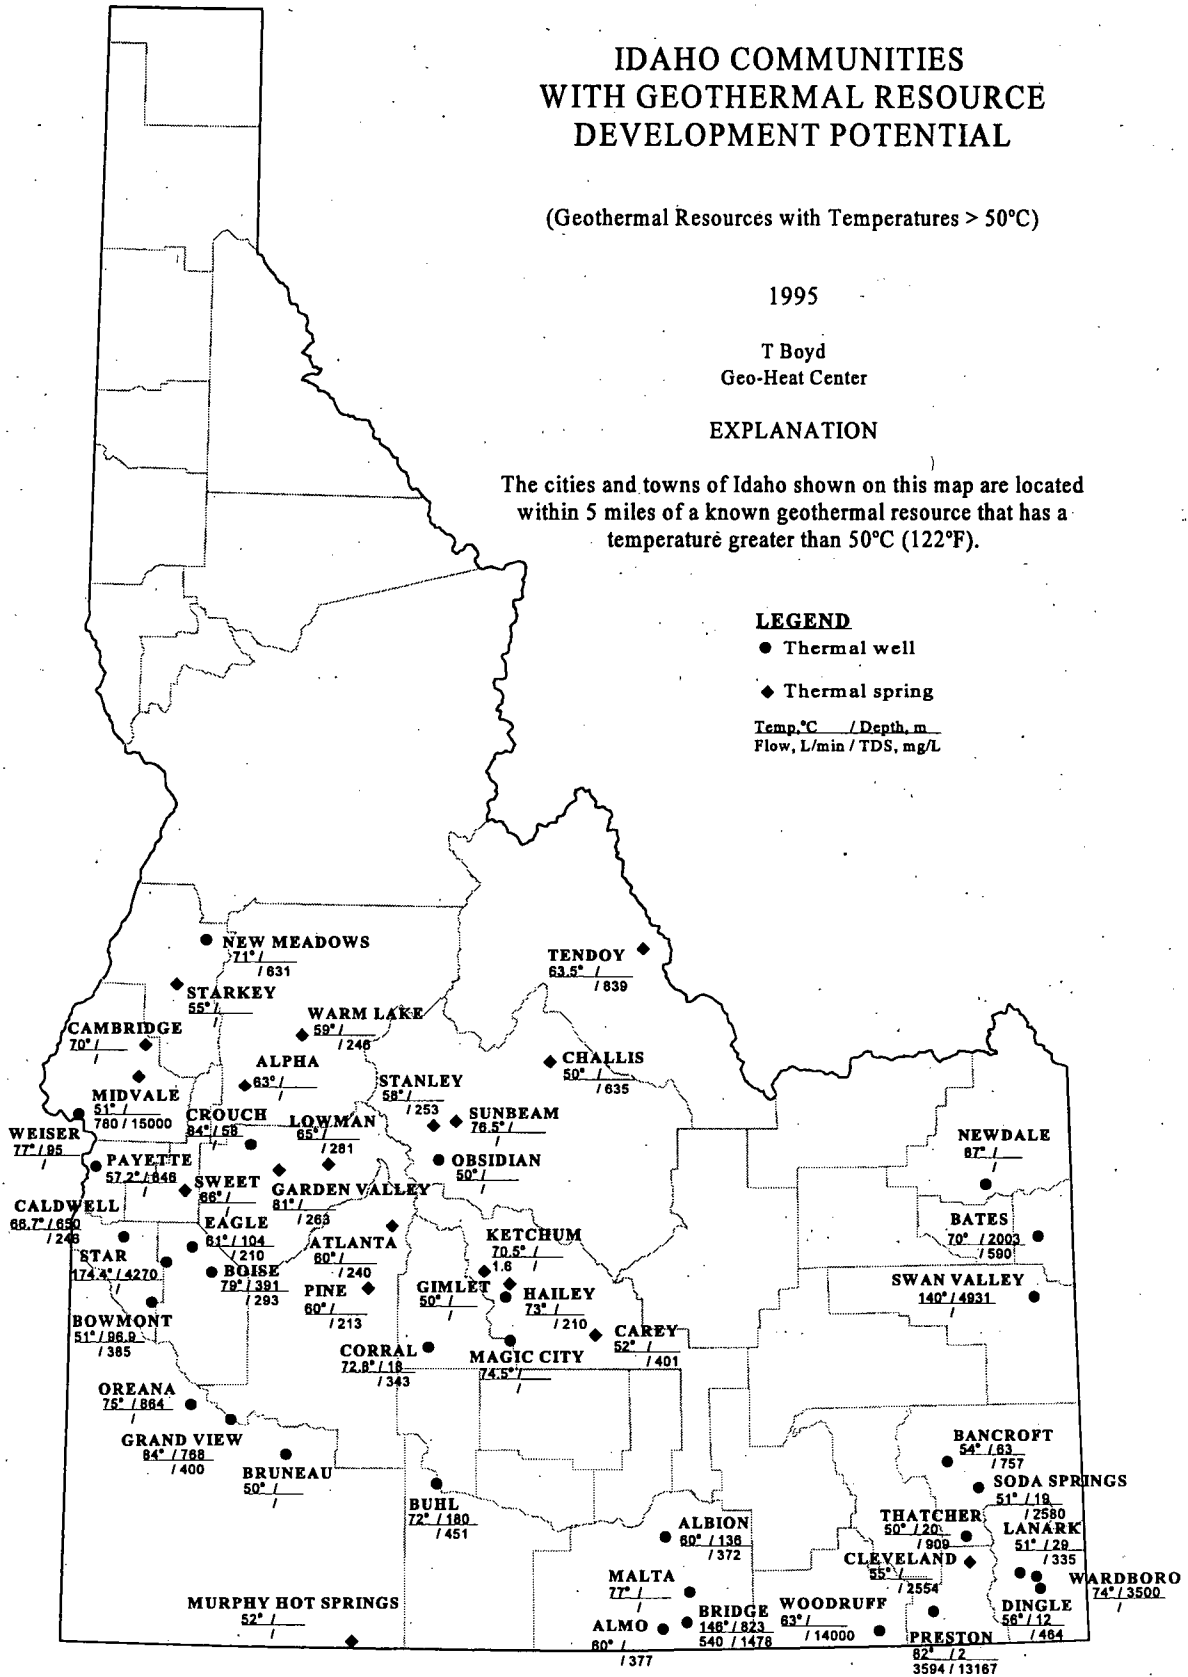 IDAHO COMMUNITIES
WITH GEOTHERMAL RESOURCE
DEVELOPMENT POTENTIAL
(Geothermal Resources with Temperatures > 50°C)
1995
T Boyd
Geo-Heat Center
EXPLANATION
The cities and towns of Idaho shown on this map are located
within 5 miles of a known geothermal resource that has a
temperature greater than 50°C (122°F).
LEGEND
Thermal well
Thermal spring
Temp,°C / Depth, m
Flow, L/min / TDS, mg/L
NEW MEADOWS
71° /
/ 631
TENDOY
63.5° /
/ 839
STARKEY
55° /
/
WARM LAKE
59° /
/ 246
CAMBRIDGE
70° /
/
ALPHA
63° /
/
CHALLIS
50° /
/ 635
STANLEY
58° /
/ 253
MIDVALE
51° /
780 / 15000
CROUCH
84° / 58
/
LOWMAN
65° /
/ 281
SUNBEAM
76.5° /
/
WEISER
77° / 95
/
NEWDALE
87° /
/
PAYETTE
57.2° / 646
/
OBSIDIAN
50° /
/
SWEET
66° /
/
GARDEN VALLEY
81° /
/ 263
CALDWELL
68.7° / 650
/ 246
EAGLE
61° / 104
/ 210
BATES
70° / 2003
/ 590
ATLANTA
60° /
/ 240
KETCHUM
70.5° /
1.6 /
STAR
174.4° / 4270
/
BOISE
79° / 391
/ 293
PINE
60° /
/ 213
GIMLET
50° /
/
HAILEY
73° /
/ 210
SWAN VALLEY
140° / 4931
/
BOWMONT
51° / 96.9
/ 385
CAREY
52° /
/ 401
CORRAL
72.8° / 18
/ 343
MAGIC CITY
74.5° /
/
OREANA
75° / 864
/
GRAND VIEW
84° / 768
/ 400
BRUNEAU
50° /
/
BANCROFT
54° / 63
/ 757
SODA SPRINGS
51° / 19
/ 2580
BUHL
72° / 180
/ 451
ALBION
60° / 136
/ 372
THATCHER
50° / 20
/ 909
LANARK
51° / 29
/ 335
CLEVELAND
55° /
/ 2554
MALTA
77° /
/
WARDBORO
74° / 3500
/
MURPHY HOT SPRINGS
52° /
/
ALMO
60° /
/ 377
BRIDGE
146° / 823
540 / 1478
WOODRUFF
63° /
/ 14000
DINGLE
56° / 12
/ 464
PRESTON
82° / 2
3594 / 13167